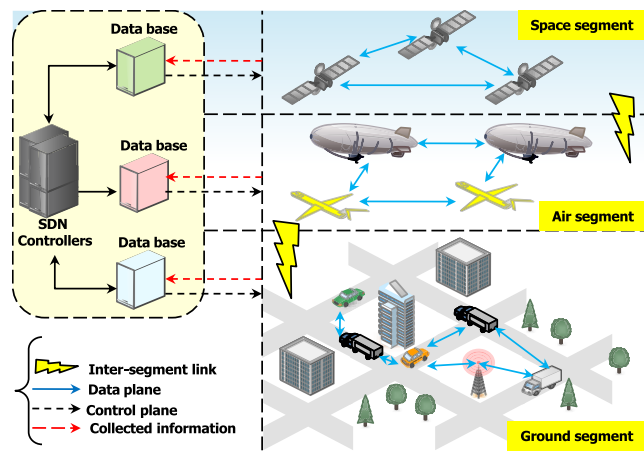 Data base
Space segment
Data base
SDN
Controllers
Air segment
Data base
Inter-segment link
Data plane
Control plane
Collected information
Ground segment